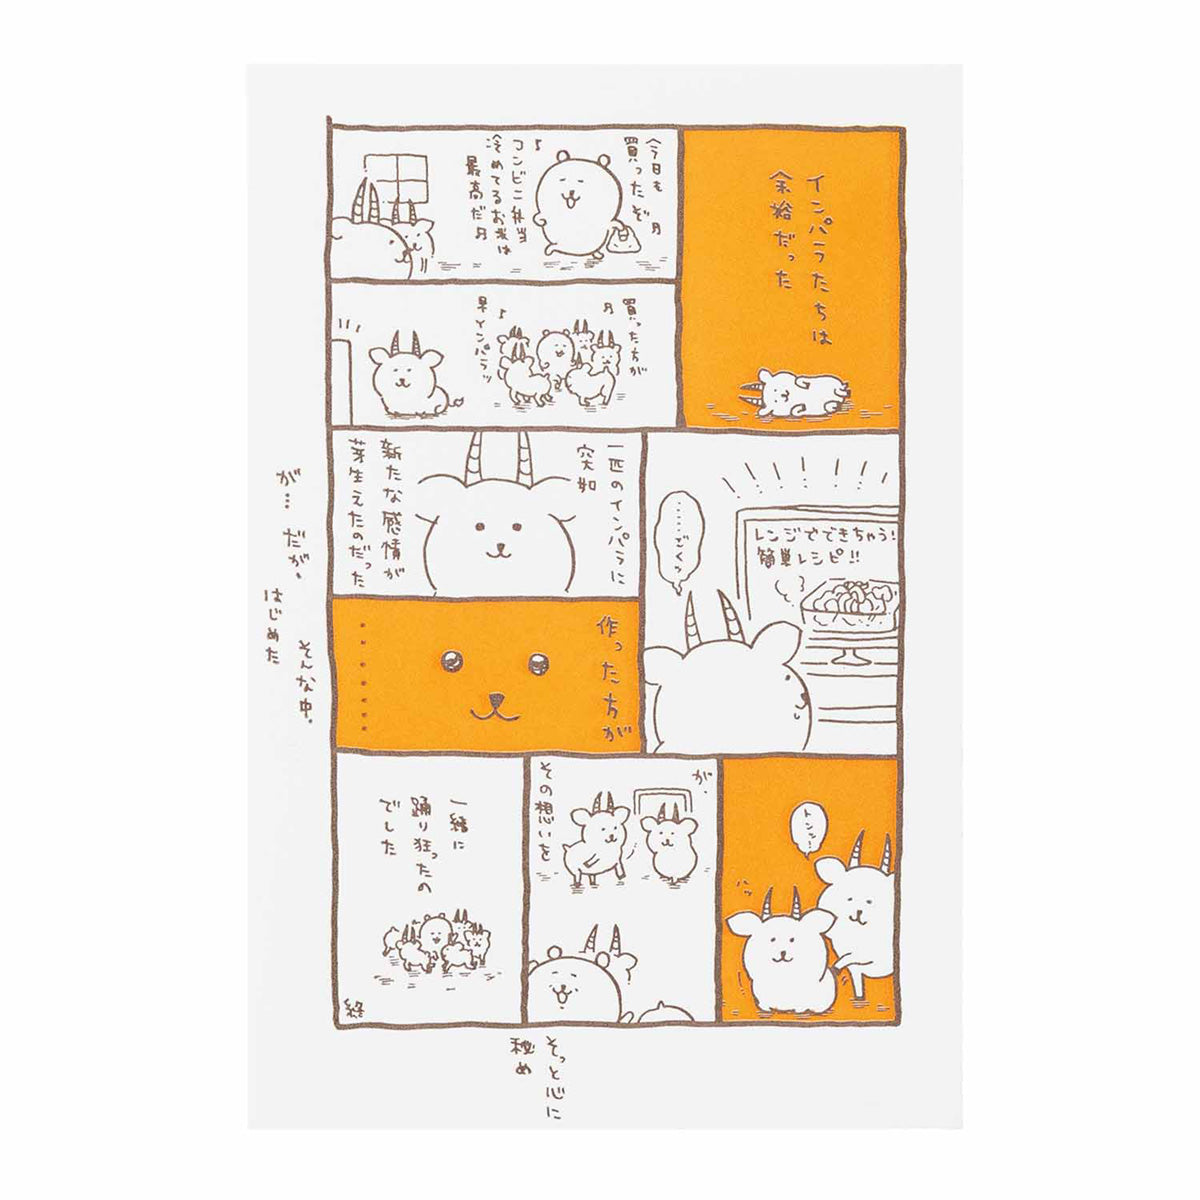 インパラたちは
余裕だった
今日も
買ったぞ♪
♪
コンビニ弁当
冷めてるお米は
最高だ♪
買った方が
♪
早インパラッ
♪
が…
だが、
はじめた
そんな中、
レンジでできちゃう!
簡単レシピ!!
……ごくっ
一匹のインパラに
突如
新たな感情が
芽生えたのだった
作った方が
トンッ!
ハッ
が、
その想いを
そっと心に
秘め
一緒に
踊り狂ったの
でした
終